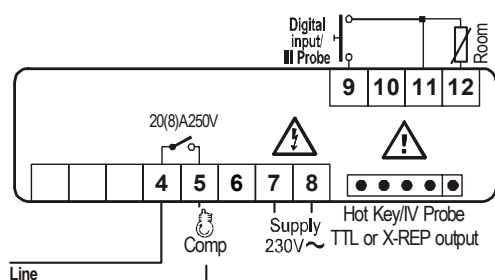 Digital
input/
III Probe
Room
9 10 11 12
20(8)A250V
4 5 6 7 8
Comp
Supply
230V~
Hot Key/IV Probe
TTL or X-REP output
Line